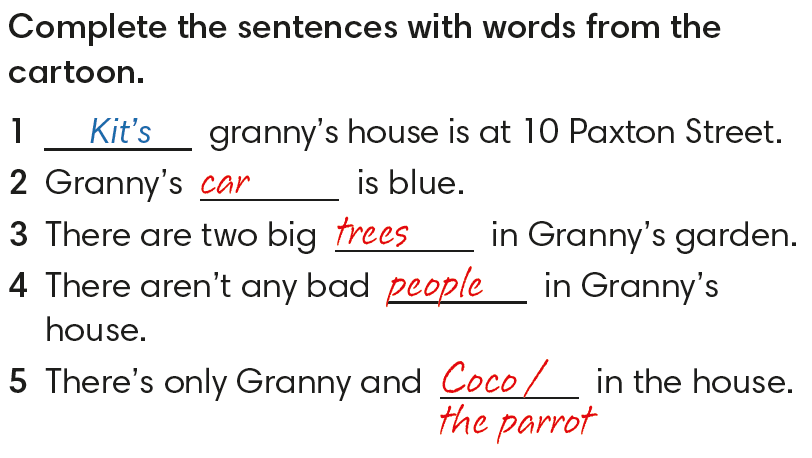 Complete the sentences with words from the
cartoon.
1 Kit's granny's house is at 10 Paxton Street.
2 Granny's car is blue.
3 There are two big trees in Granny's garden.
4 There aren't any bad people in Granny's
house.
5 There's only Granny and Coco/ in the house.
the parrot